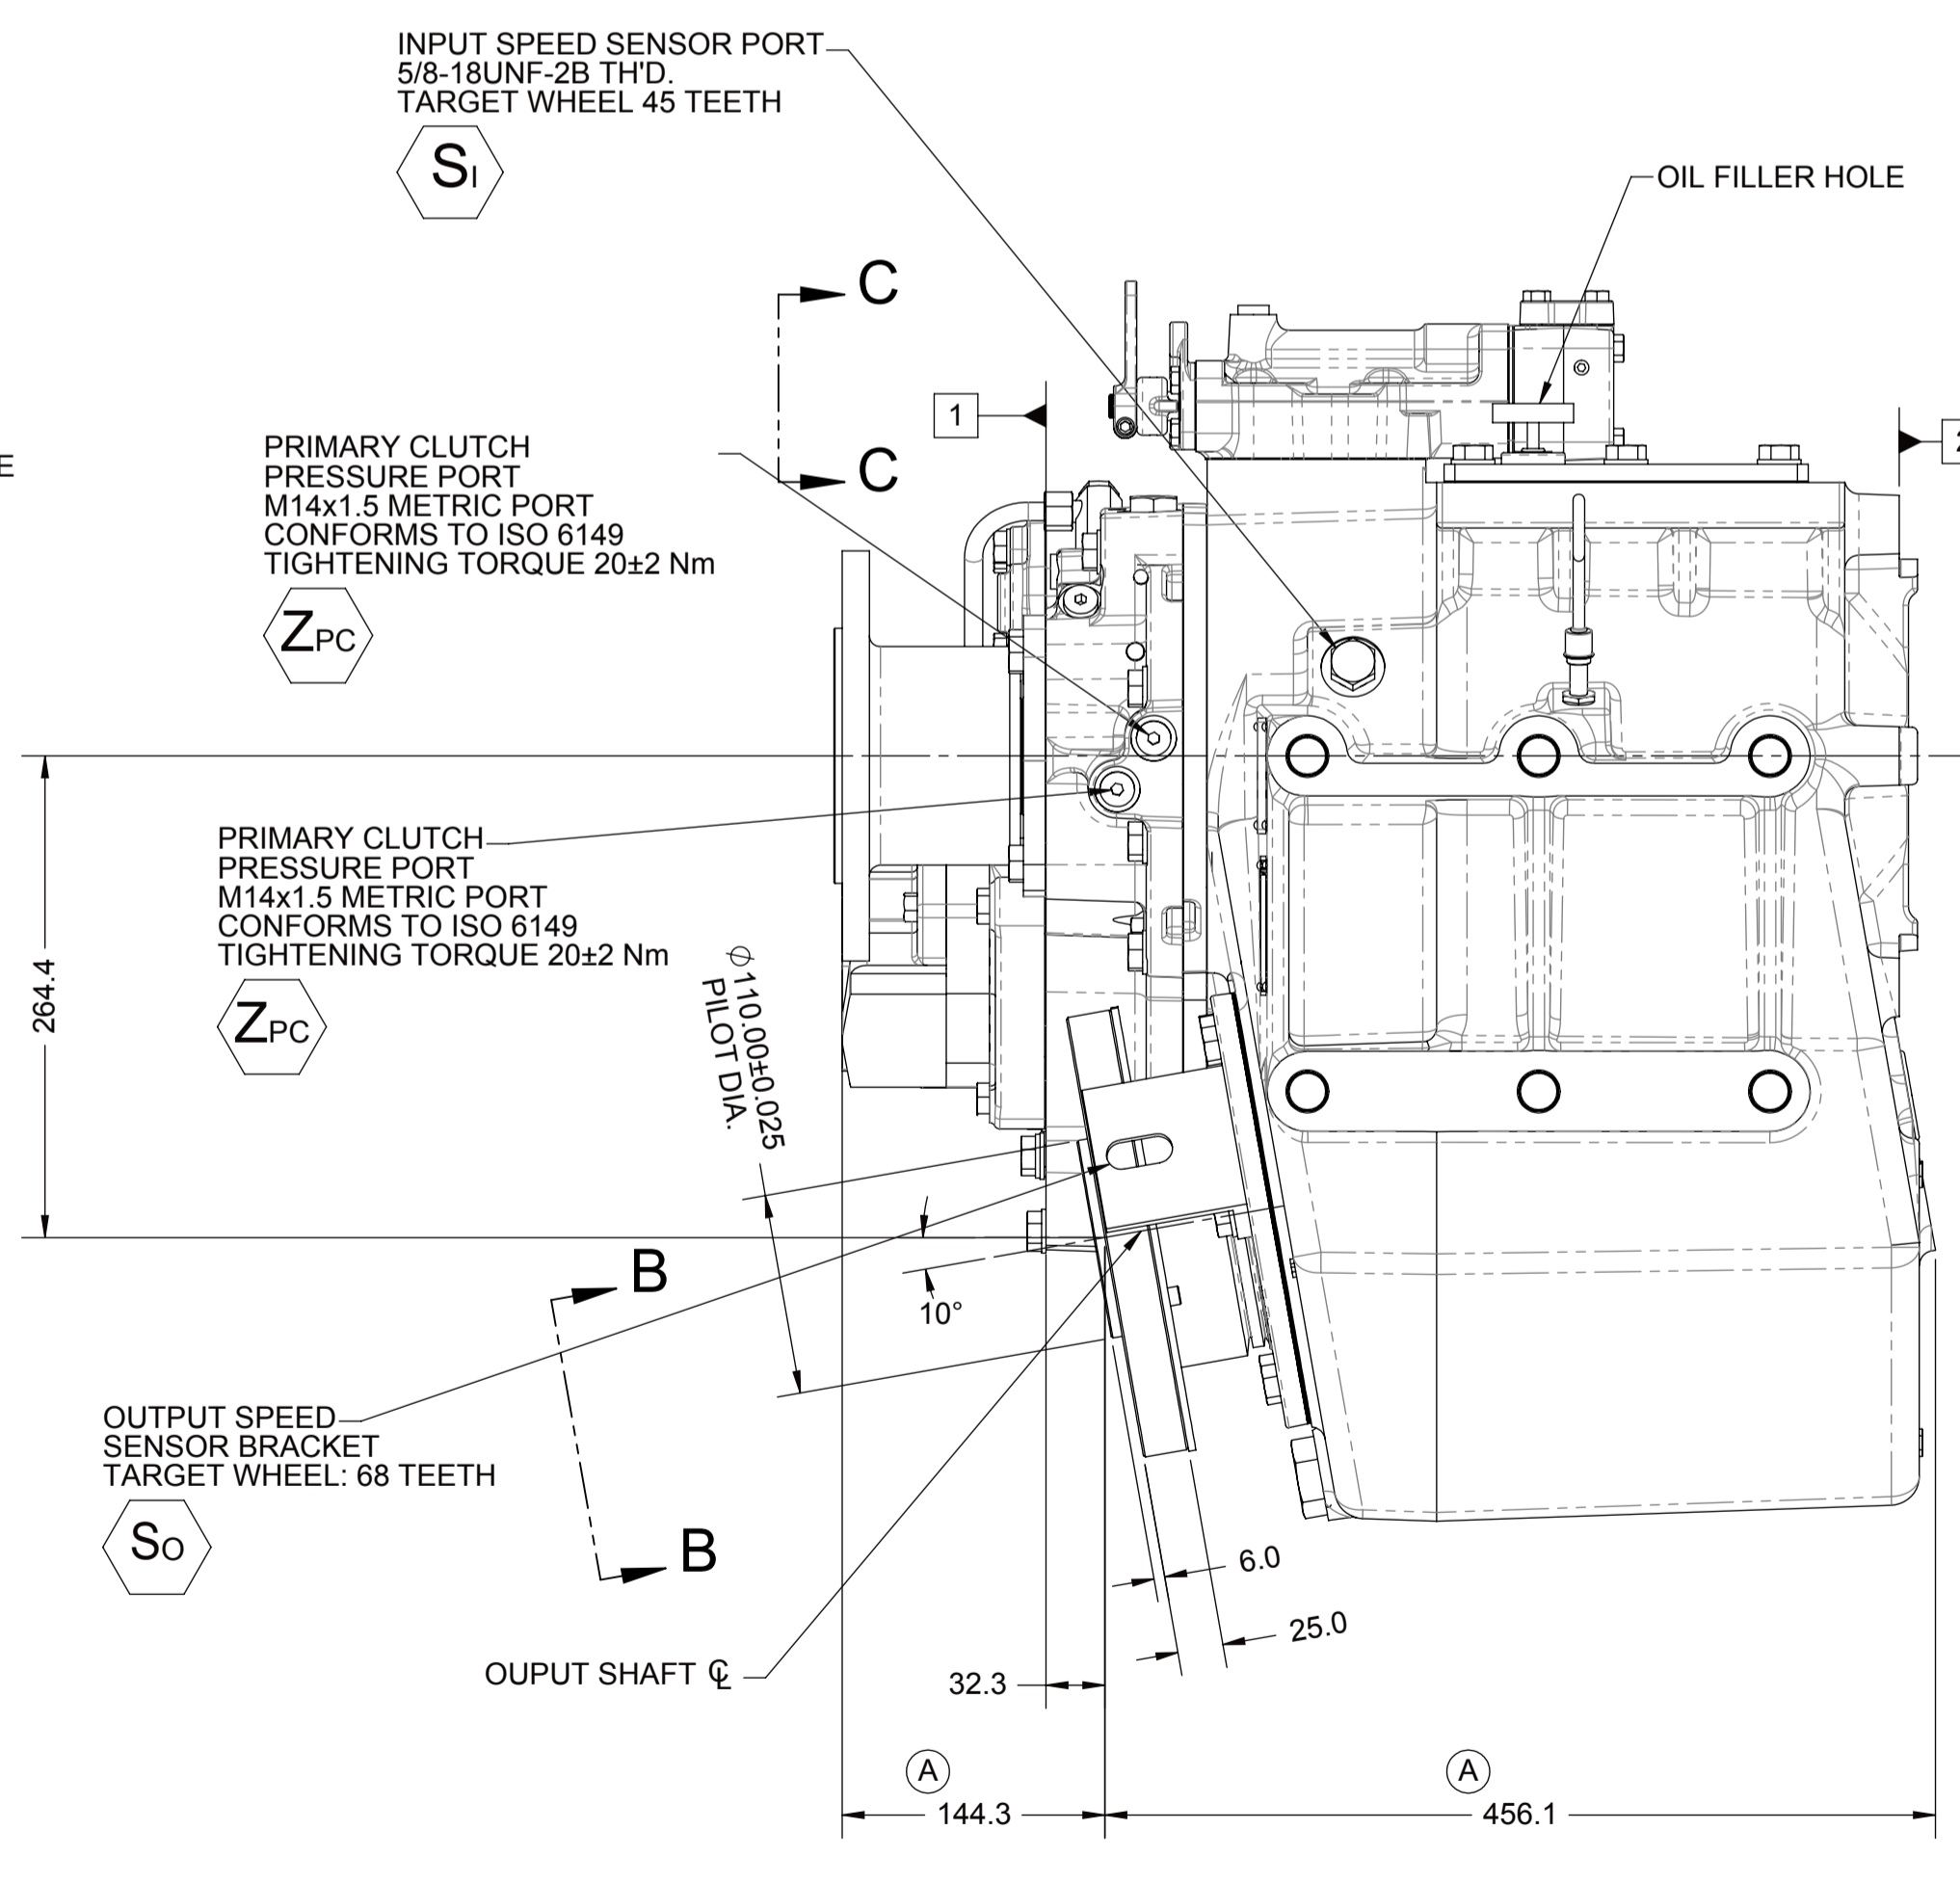 INPUT SPEED SENSOR PORT
5/8-18UNF-2B TH'D.
TARGET WHEEL 45 TEETH
SI
OIL FILLER HOLE
C
1
2
C
E
PRIMARY CLUTCH
PRESSURE PORT
M14x1.5 METRIC PORT
CONFORMS TO ISO 6149
TIGHTENING TORQUE 20±2 Nm
ZPC
PRIMARY CLUTCH
PRESSURE PORT
M14x1.5 METRIC PORT
CONFORMS TO ISO 6149
TIGHTENING TORQUE 20±2 Nm
ZPC
264.4
∅110.00±0.025
PILOT DIA.
B
10°
OUTPUT SPEED
SENSOR BRACKET
TARGET WHEEL: 68 TEETH
SO
B
6.0
25.0
OUPUT SHAFT ℄
32.3
A
A
144.3
456.1